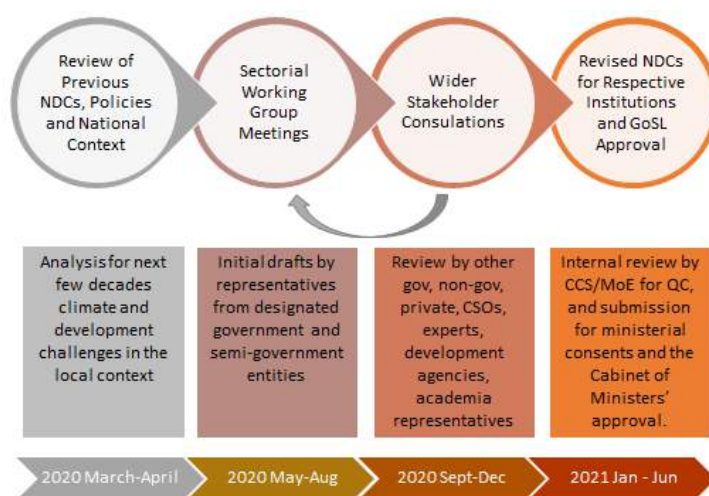 Review of
Previous
NDCs, Policies
and National
Context
Sectorial
Working
Group
Meetings
Wider
Stakeholder
Consulations
Revised NDCs
for Respective
Institutions
and GoSL
Approval
Analysis for next
few decades
climate and
development
challenges in the
local context
Initial drafts by
representatives
from designated
government and
semi-government
entities
Review by other
gov, non-gov,
private, CSOs,
experts,
development
agencies,
academia
representatives
Internal review by
CCS/MoE for QC,
and submission
for ministerial
consents and the
Cabinet of
Ministers’
approval.
2020 March-April
2020 May-Aug
2020 Sept-Dec
2021 Jan - Jun